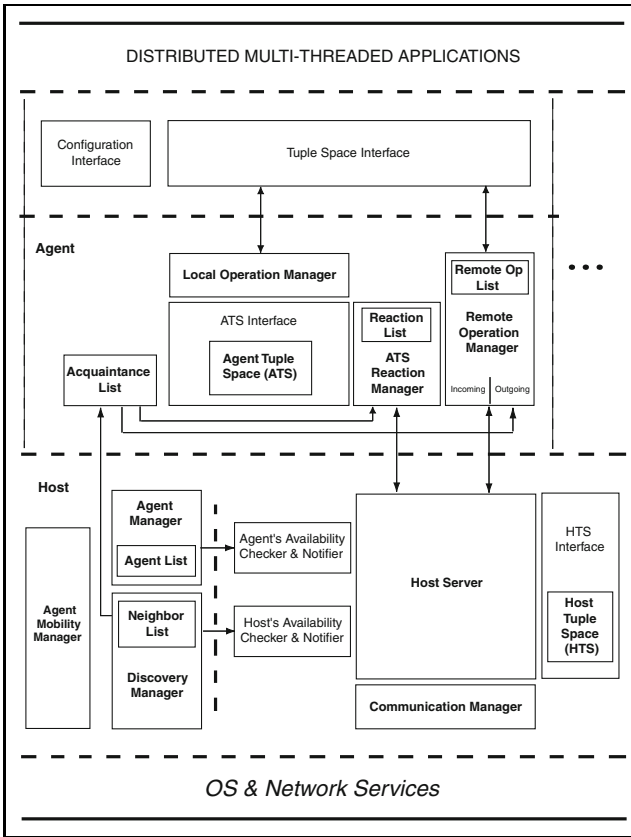 DISTRIBUTED MULTI-THREADED APPLICATIONS
Configuration
Interface
Tuple Space Interface
Agent
Local Operation Manager
Remote Op
List
Remote
Operation
Manager
Incoming
Outgoing
...
ATS Interface
Agent Tuple
Space (ATS)
Reaction
List
ATS
Reaction
Manager
Acquaintance
List
Host
Agent
Manager
Agent List
Agent's Availability
Checker & Notifier
Host Server
HTS
Interface
Host
Tuple
Space
(HTS)
Agent
Mobility
Manager
Neighbor
List
Discovery
Manager
Host's Availability
Checker & Notifier
Communication Manager
OS & Network Services